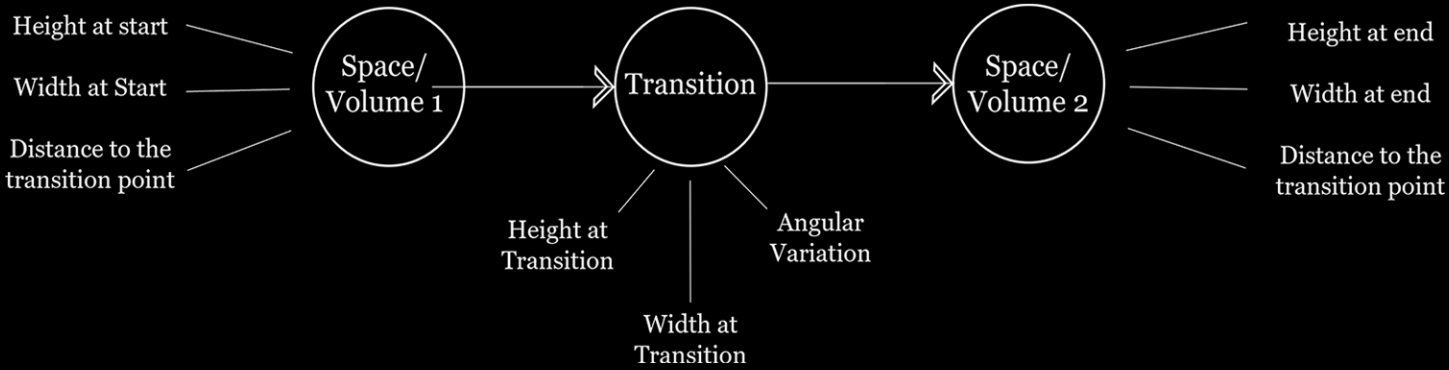 Height at start
Width at Start
Distance to the
transition point
Space/
Volume 1
Transition
Height at
Transition
Width at
Transition
Angular
Variation
Space/
Volume 2
Height at end
Width at end
Distance to the
transition point